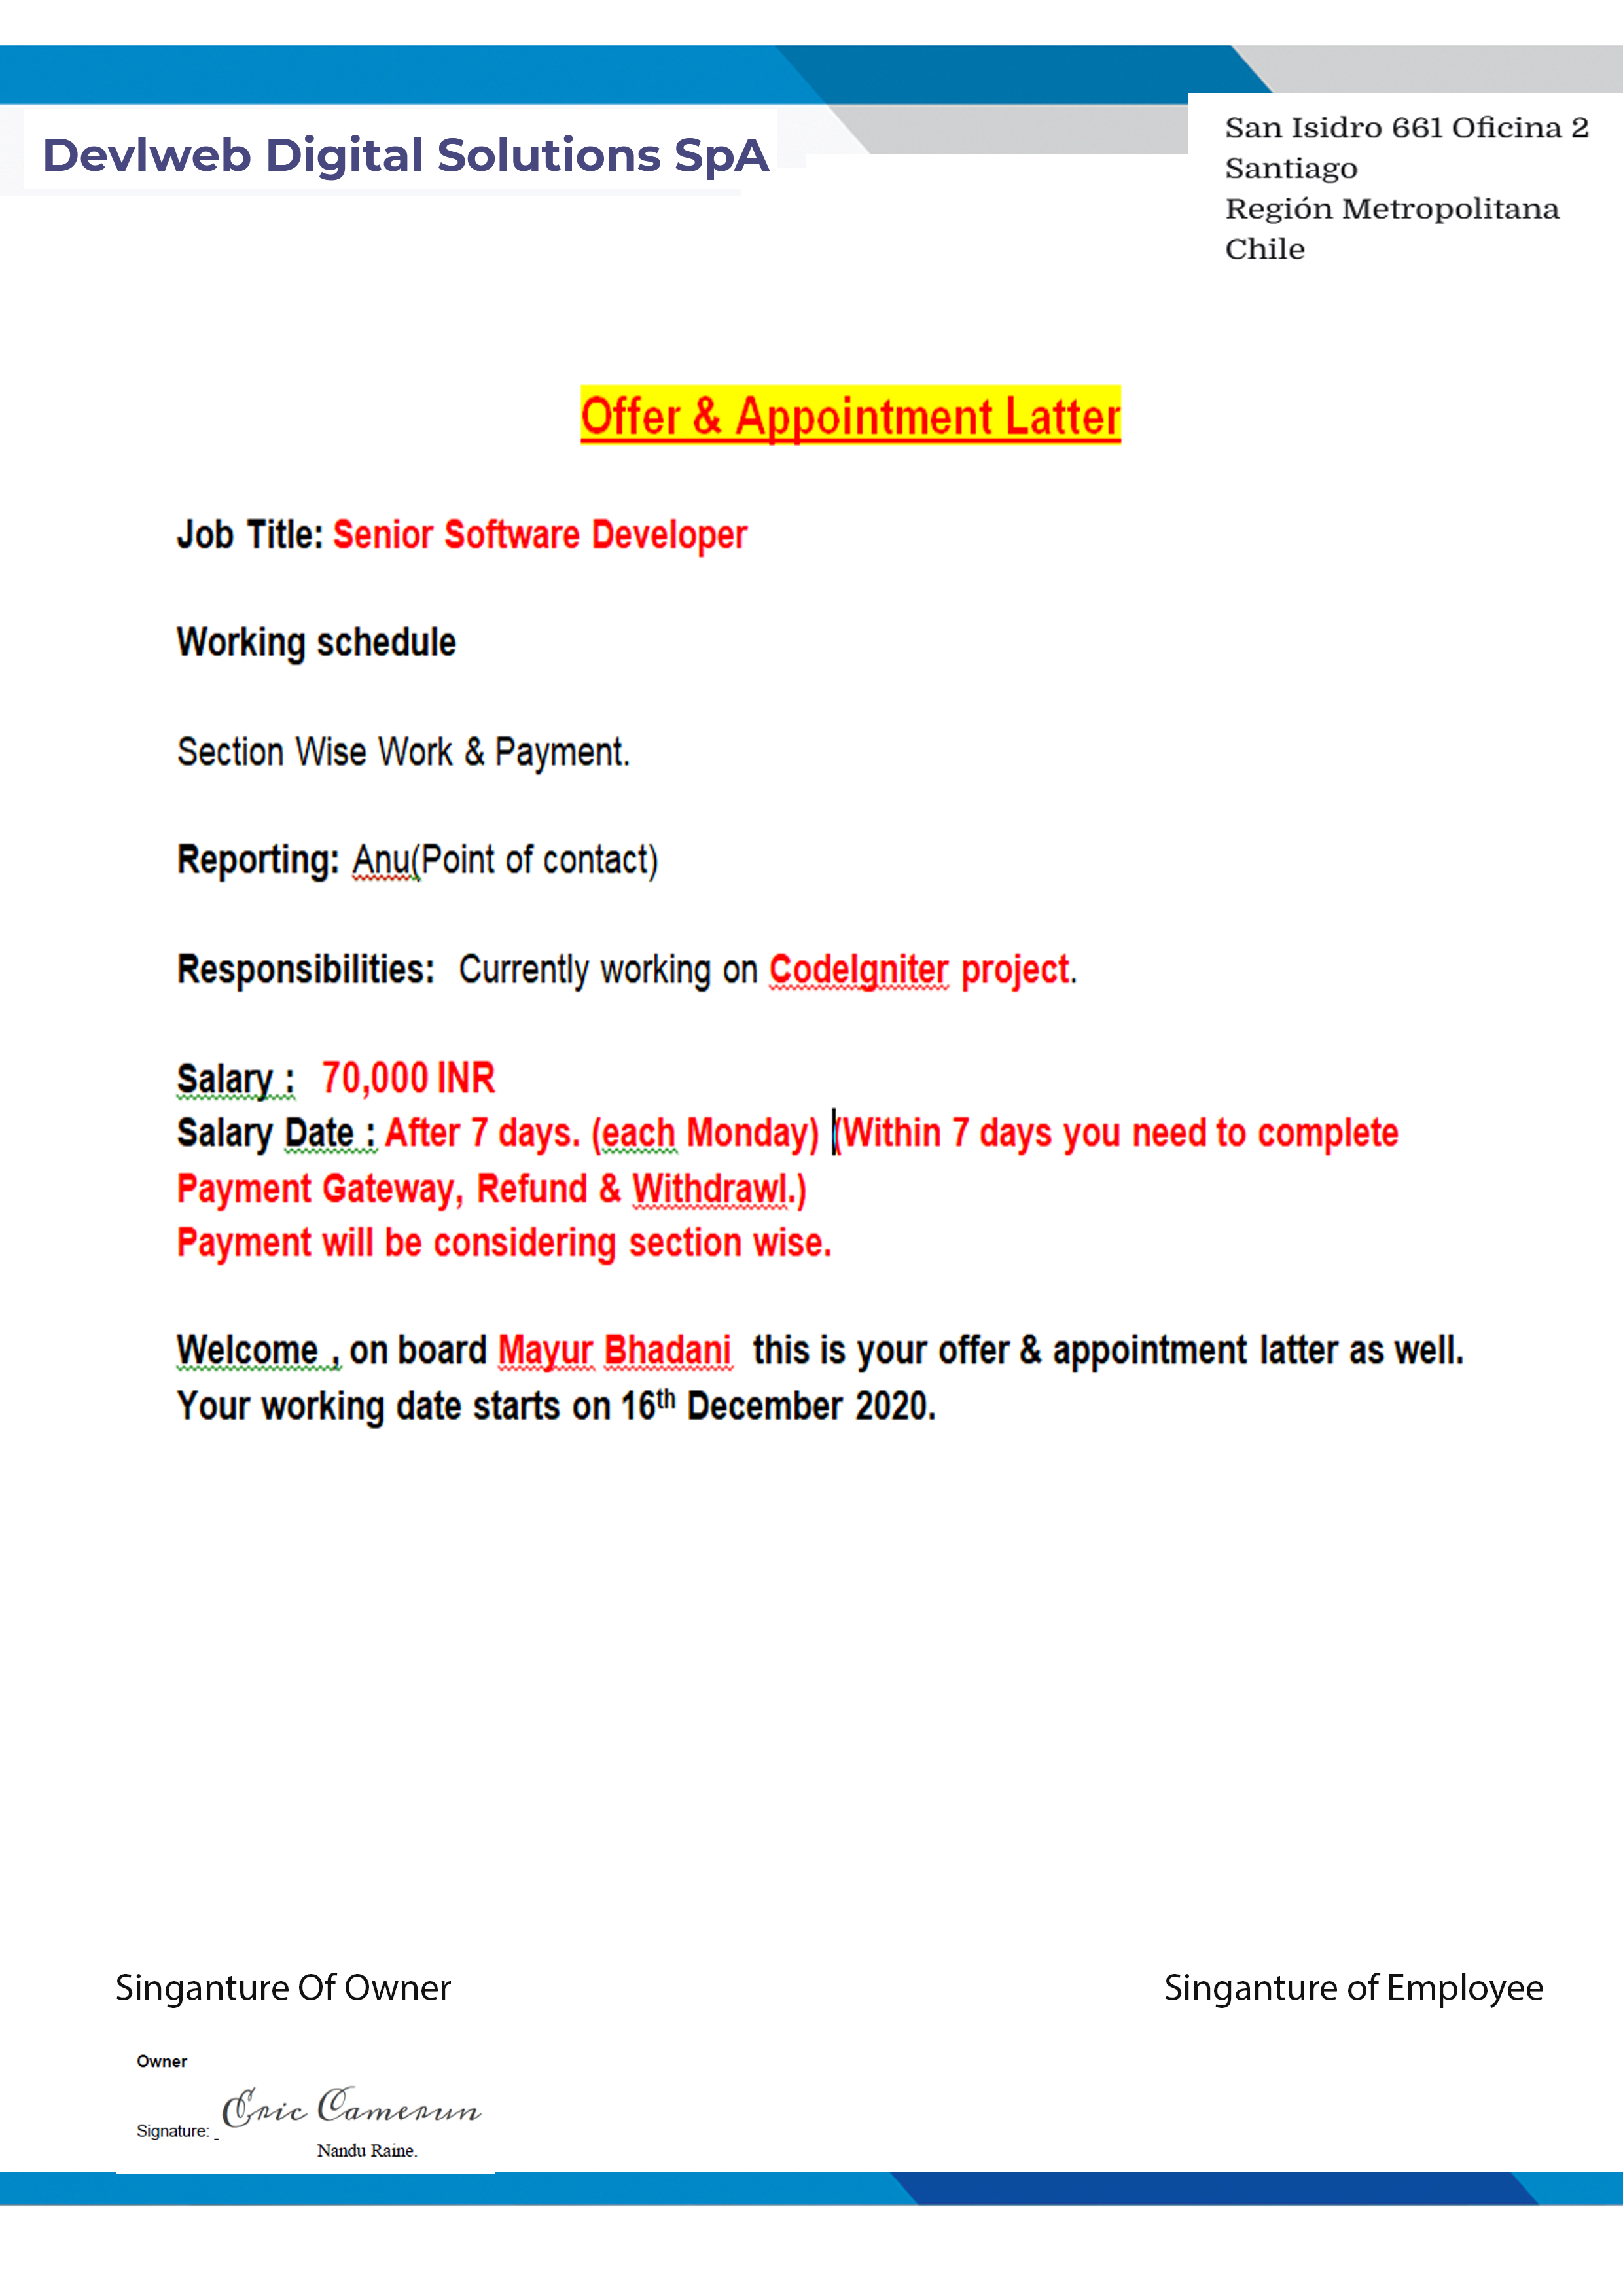 Devlweb Digital Solutions SpA
San Isidro 661 Oficina 2
Santiago
Región Metropolitana
Chile
Offer & Appointment Latter
Job Title: Senior Software Developer
Working schedule
Section Wise Work & Payment.
Reporting: Anu(Point of contact)
Responsibilities: Currently working on CodeIgniter project.
Salary : 70,000 INR
Salary Date : After 7 days. (each Monday) (Within 7 days you need to complete
Payment Gateway, Refund & Withdrawl.)
Payment will be considering section wise.
Welcome , on board Mayur Bhadani this is your offer & appointment latter as well.
Your working date starts on 16th December 2020.
Singanture Of Owner
Singanture of Employee
Owner
Signature: Eric Camerun
Nandu Raine.